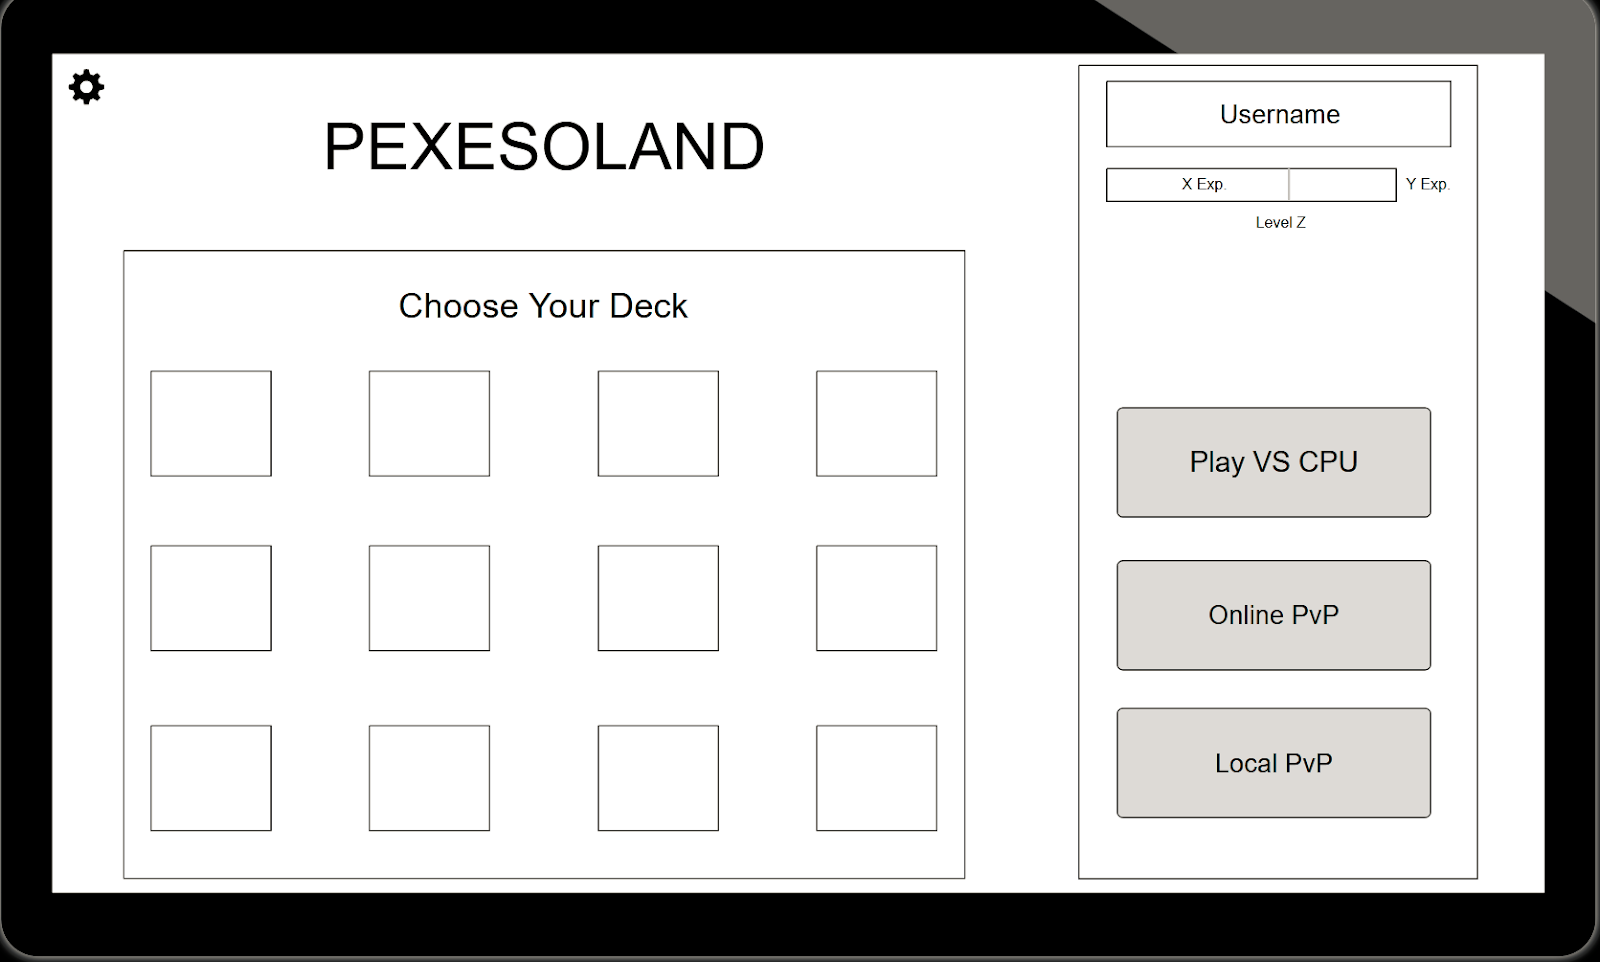 PEXESOLAND
Choose Your Deck
Username
X Exp.
Y Exp.
Level Z
Play VS CPU
Online PvP
Local PvP